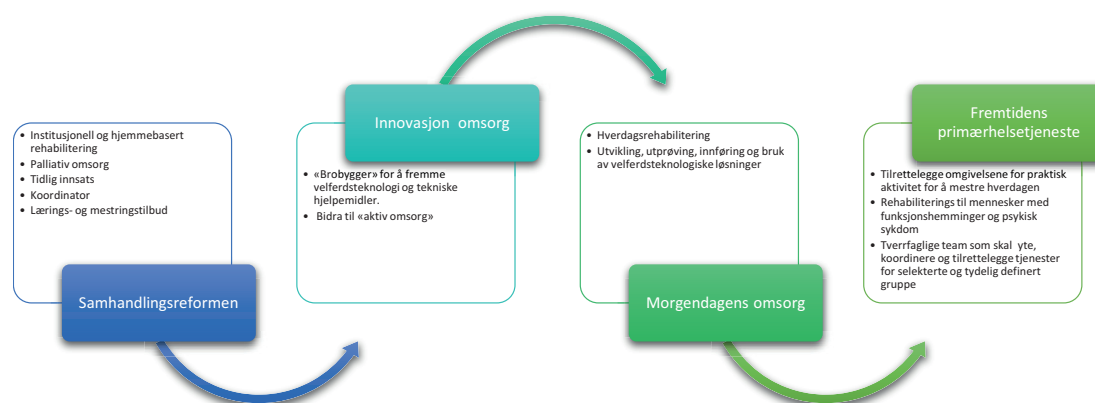 • Institusjonell og hjemmebasert
rehabilitering
• Palliativ omsorg
• Tidlig innsats
• Koordinator
• Lærings- og mestringstilbud
Samhandlingsreformen
Innovasjon omsorg
• «Brobygger» for å fremme
velferdsteknologi og tekniske
hjelpemidler.
• Bidra til «aktiv omsorg»
• Hverdagsrehabilitering
• Utvikling, utprøving, innføring og bruk
av velferdsteknologiske løsninger
Morgendagens omsorg
Fremtidens
primærhelsetjeneste
• Tilrettelegge omgivelsene for praktisk
aktivitet for å mestre hverdagen
• Rehabiliterings til mennesker med
funksjonshemminger og psykisk
sykdom
• Tverrfaglige team som skal yte,
koordinere og tilrettelegge tjenester
for selekterte og tydelig definert
gruppe